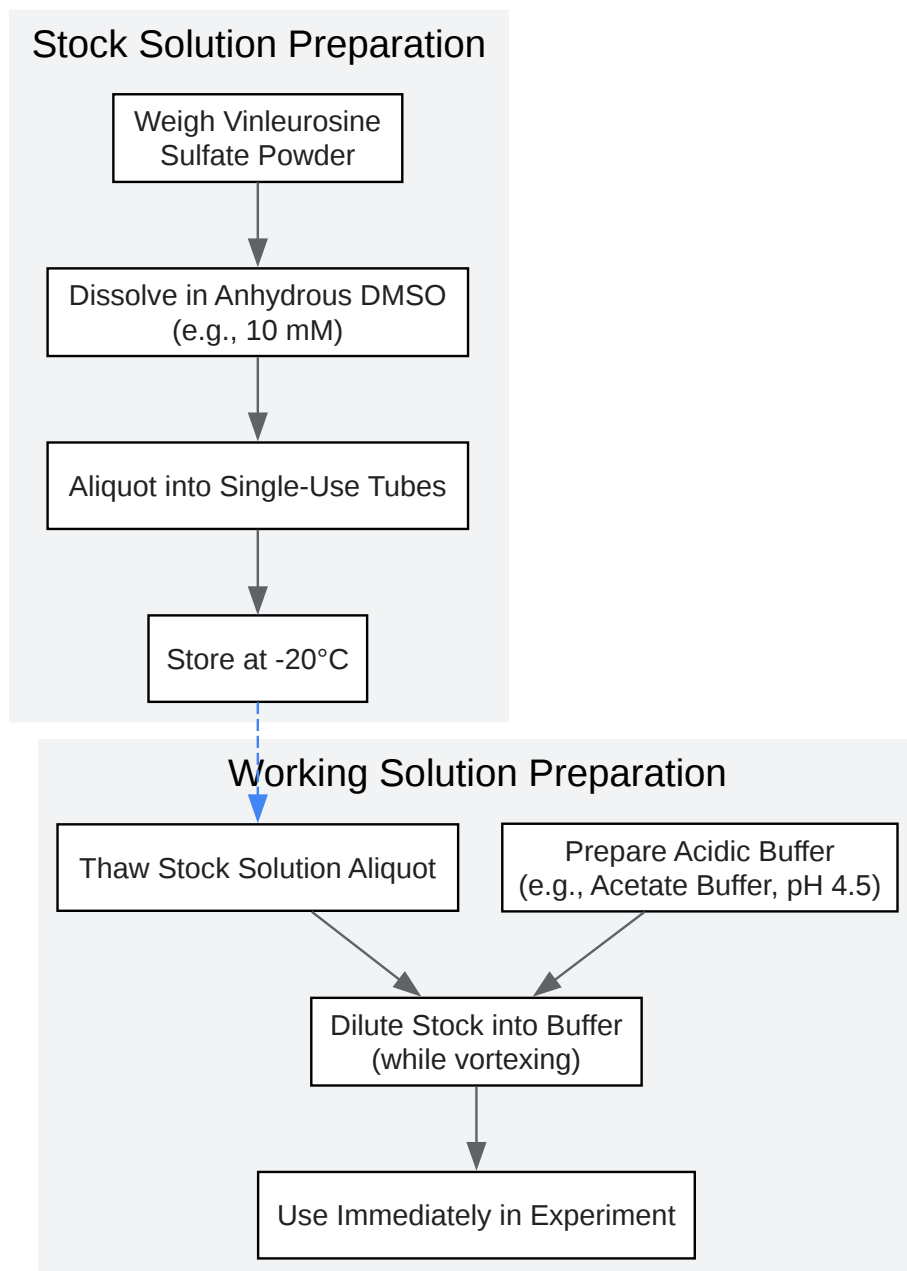 Stock Solution Preparation
Weigh Vinleurosine
Sulfate Powder
Dissolve in Anhydrous DMSO
(e.g., 10 mM)
Aliquot into Single-Use Tubes
Store at -20°C
Working Solution Preparation
Thaw Stock Solution Aliquot
Prepare Acidic Buffer
(e.g., Acetate Buffer, pH 4.5)
Dilute Stock into Buffer
(while vortexing)
Use Immediately in Experiment